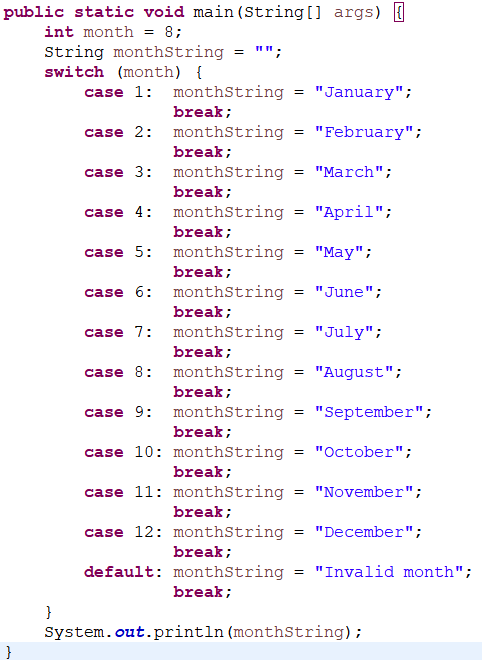 public static void main(String[] args) {
    int month = 8;
    String monthString = "";
    switch (month) {
        case 1:  monthString = "January";
                 break;
        case 2:  monthString = "February";
                 break;
        case 3:  monthString = "March";
                 break;
        case 4:  monthString = "April";
                 break;
        case 5:  monthString = "May";
                 break;
        case 6:  monthString = "June";
                 break;
        case 7:  monthString = "July";
                 break;
        case 8:  monthString = "August";
                 break;
        case 9:  monthString = "September";
                 break;
        case 10: monthString = "October";
                 break;
        case 11: monthString = "November";
                 break;
        case 12: monthString = "December";
                 break;
        default: monthString = "Invalid month";
                 break;
    }
    System.out.println(monthString);
}